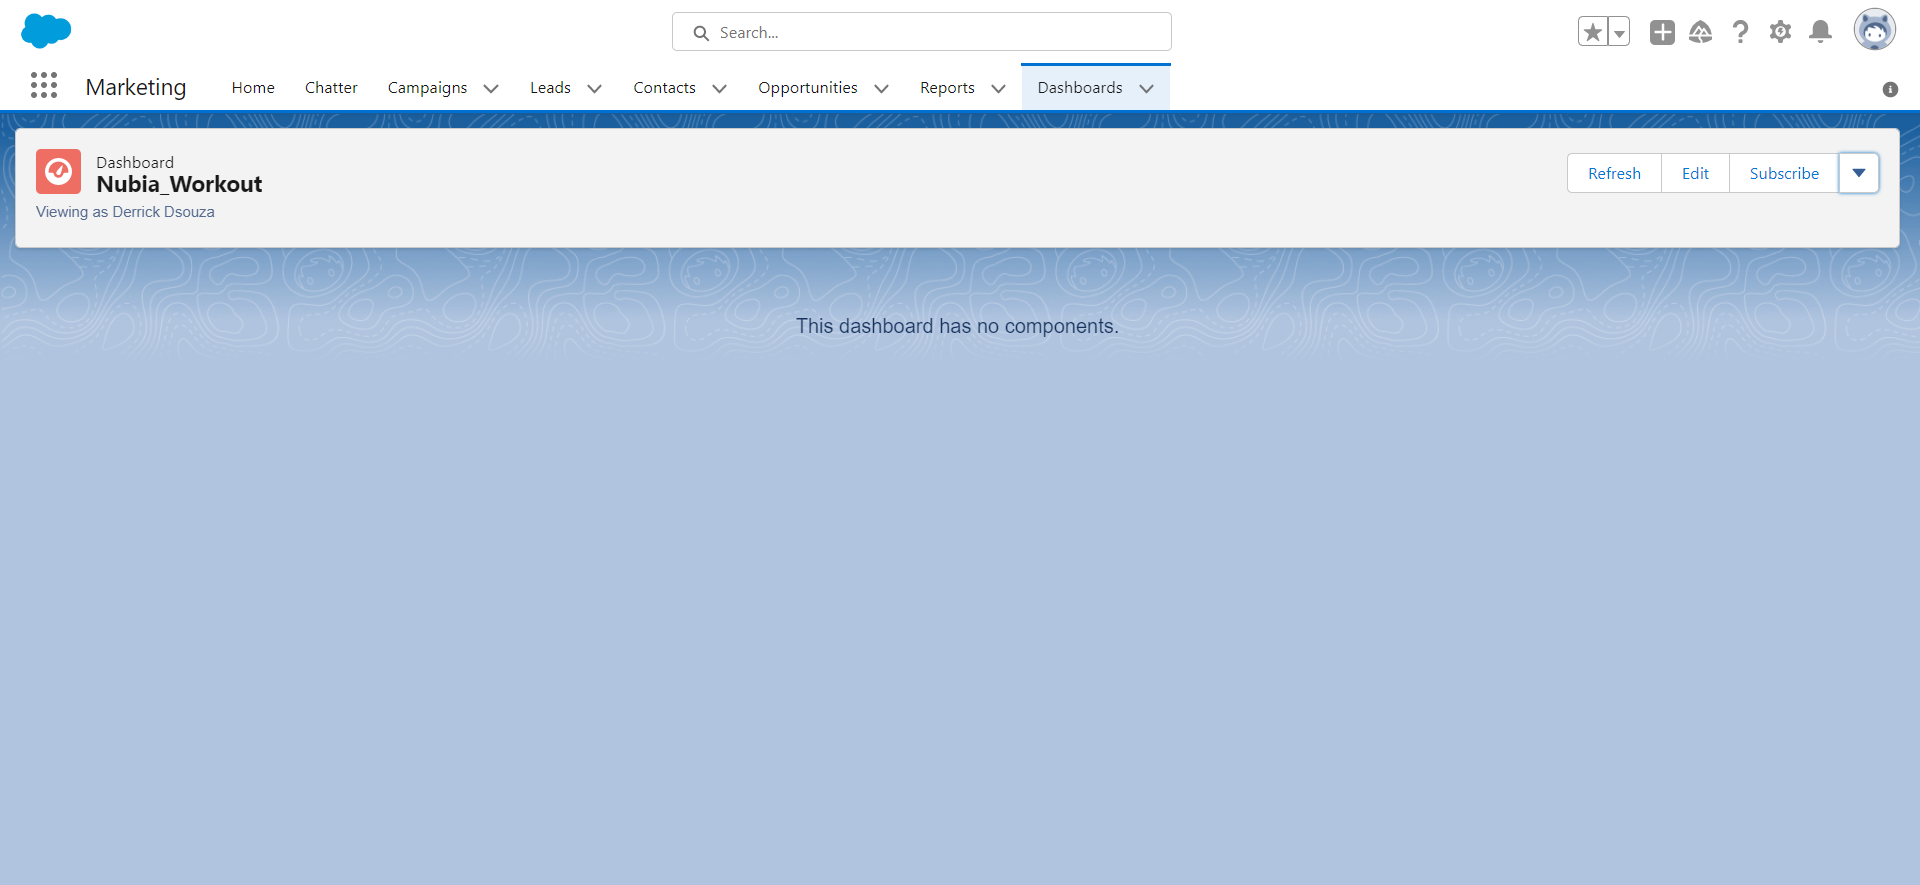 Search...
Marketing
Home
Chatter
Campaigns
Leads
Contacts
Opportunities
Reports
Dashboards
Dashboard
Nubia_Workout
Viewing as Derrick Dsouza
Refresh
Edit
Subscribe
This dashboard has no components.